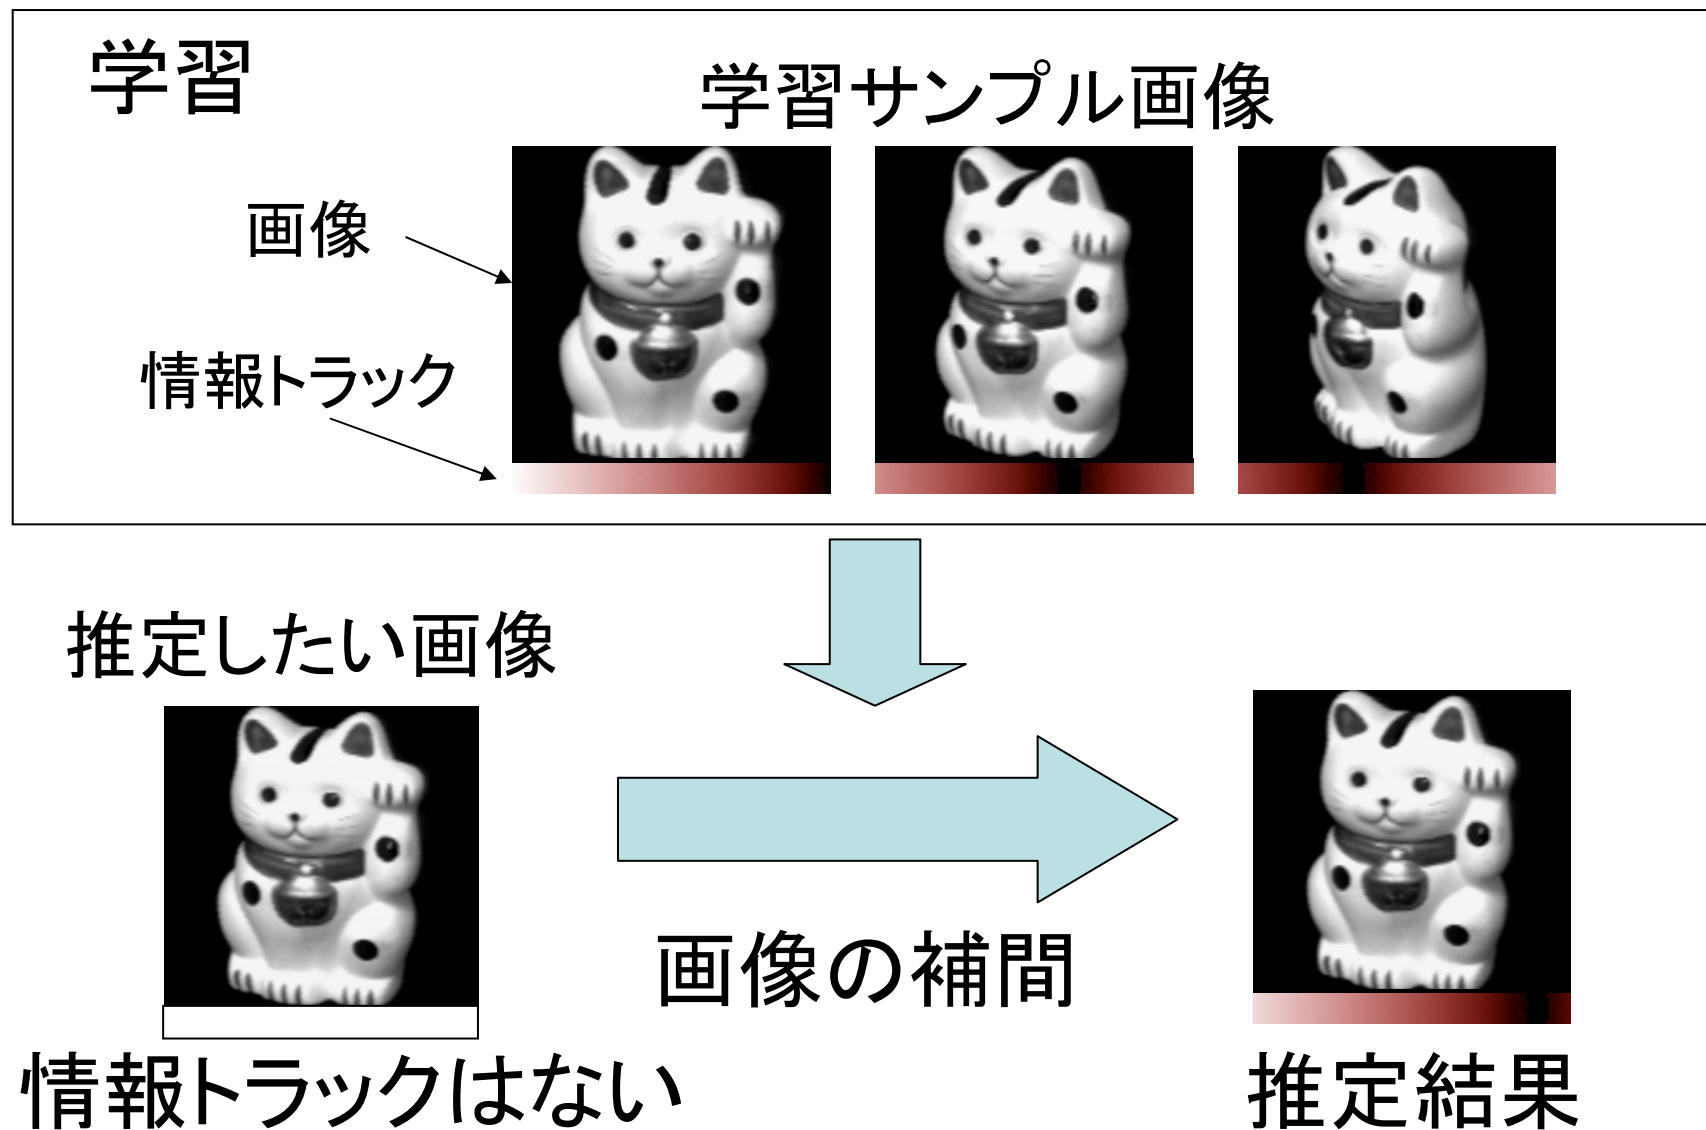 学習
学習サンプル画像
画像
情報トラック
推定したい画像
画像の補間
情報トラックはない
推定結果